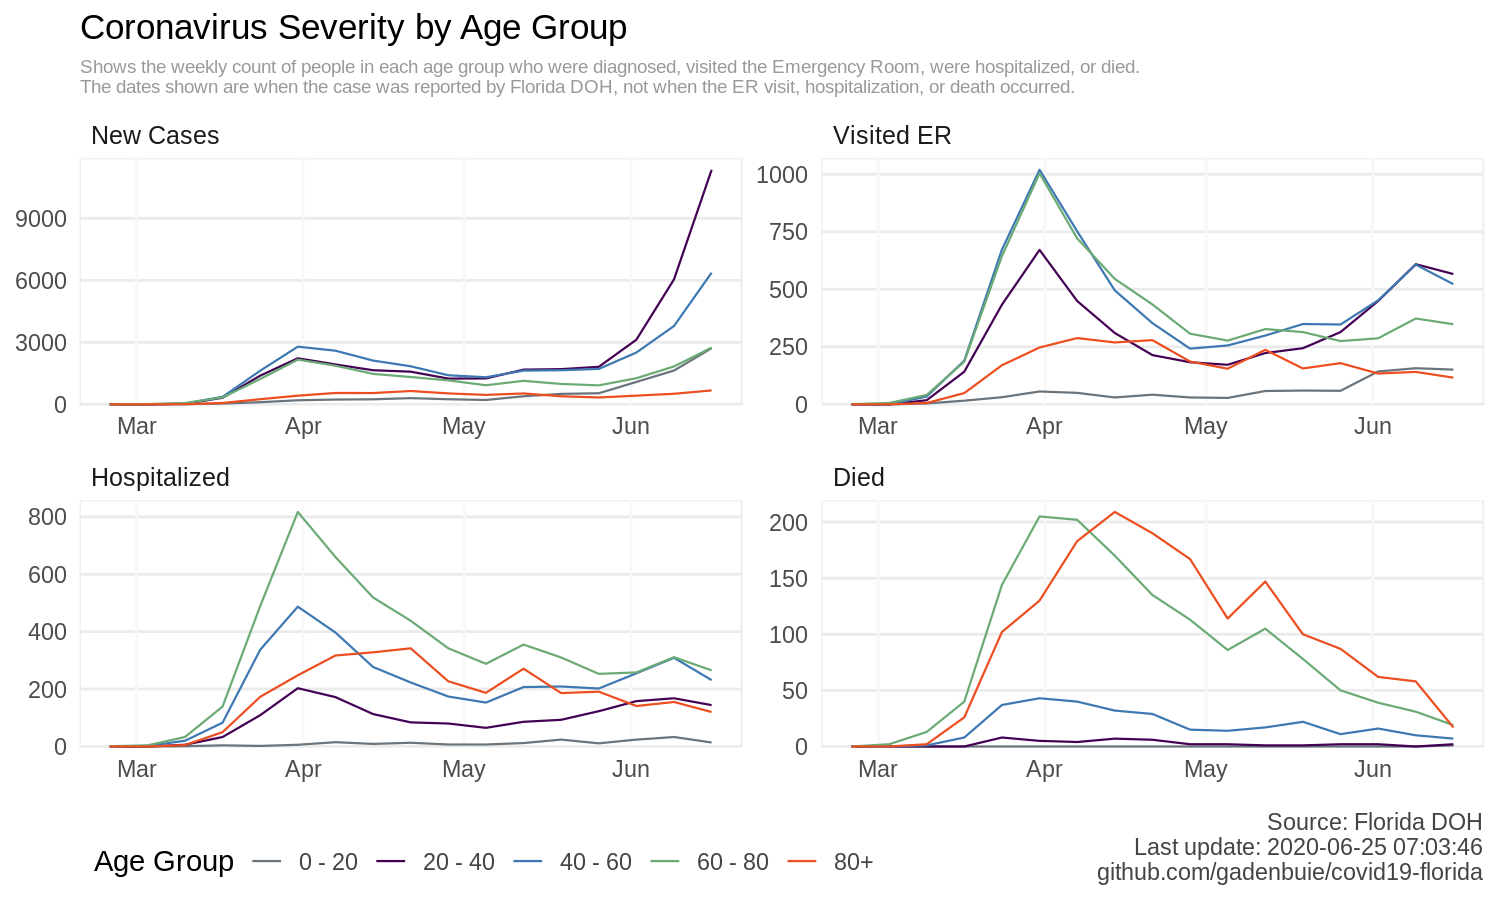 Coronavirus Severity by Age Group
Shows the weekly count of people in each age group who were diagnosed, visited the Emergency Room, were hospitalized, or died.
The dates shown are when the case was reported by Florida DOH, not when the ER visit, hospitalization, or death occurred.
New Cases
9000
6000
3000
0
Mar Apr May Jun
Visited ER
1000
750
500
250
0
Mar Apr May Jun
Hospitalized
800
600
400
200
0
Mar Apr May Jun
Died
200
150
100
50
0
Mar Apr May Jun
Age Group 0 - 20 20 - 40 40 - 60 60 - 80 80+
Source: Florida DOH
Last update: 2020-06-25 07:03:46
github.com/gadenbuie/covid19-florida